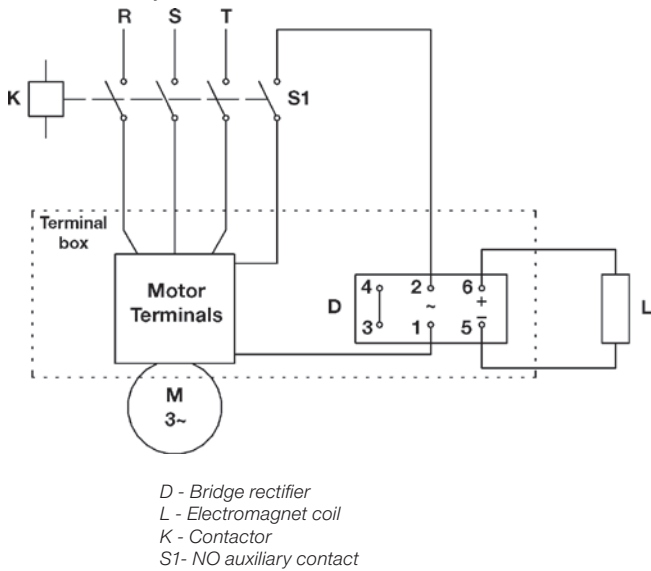 R S T
K
S1
Terminal
box
Motor
Terminals
D
4 2 6
~ +
–
3 1 5
L
M
3~
D - Bridge rectifier
L - Electromagnet coil
K - Contactor
S1- NO auxiliary contact